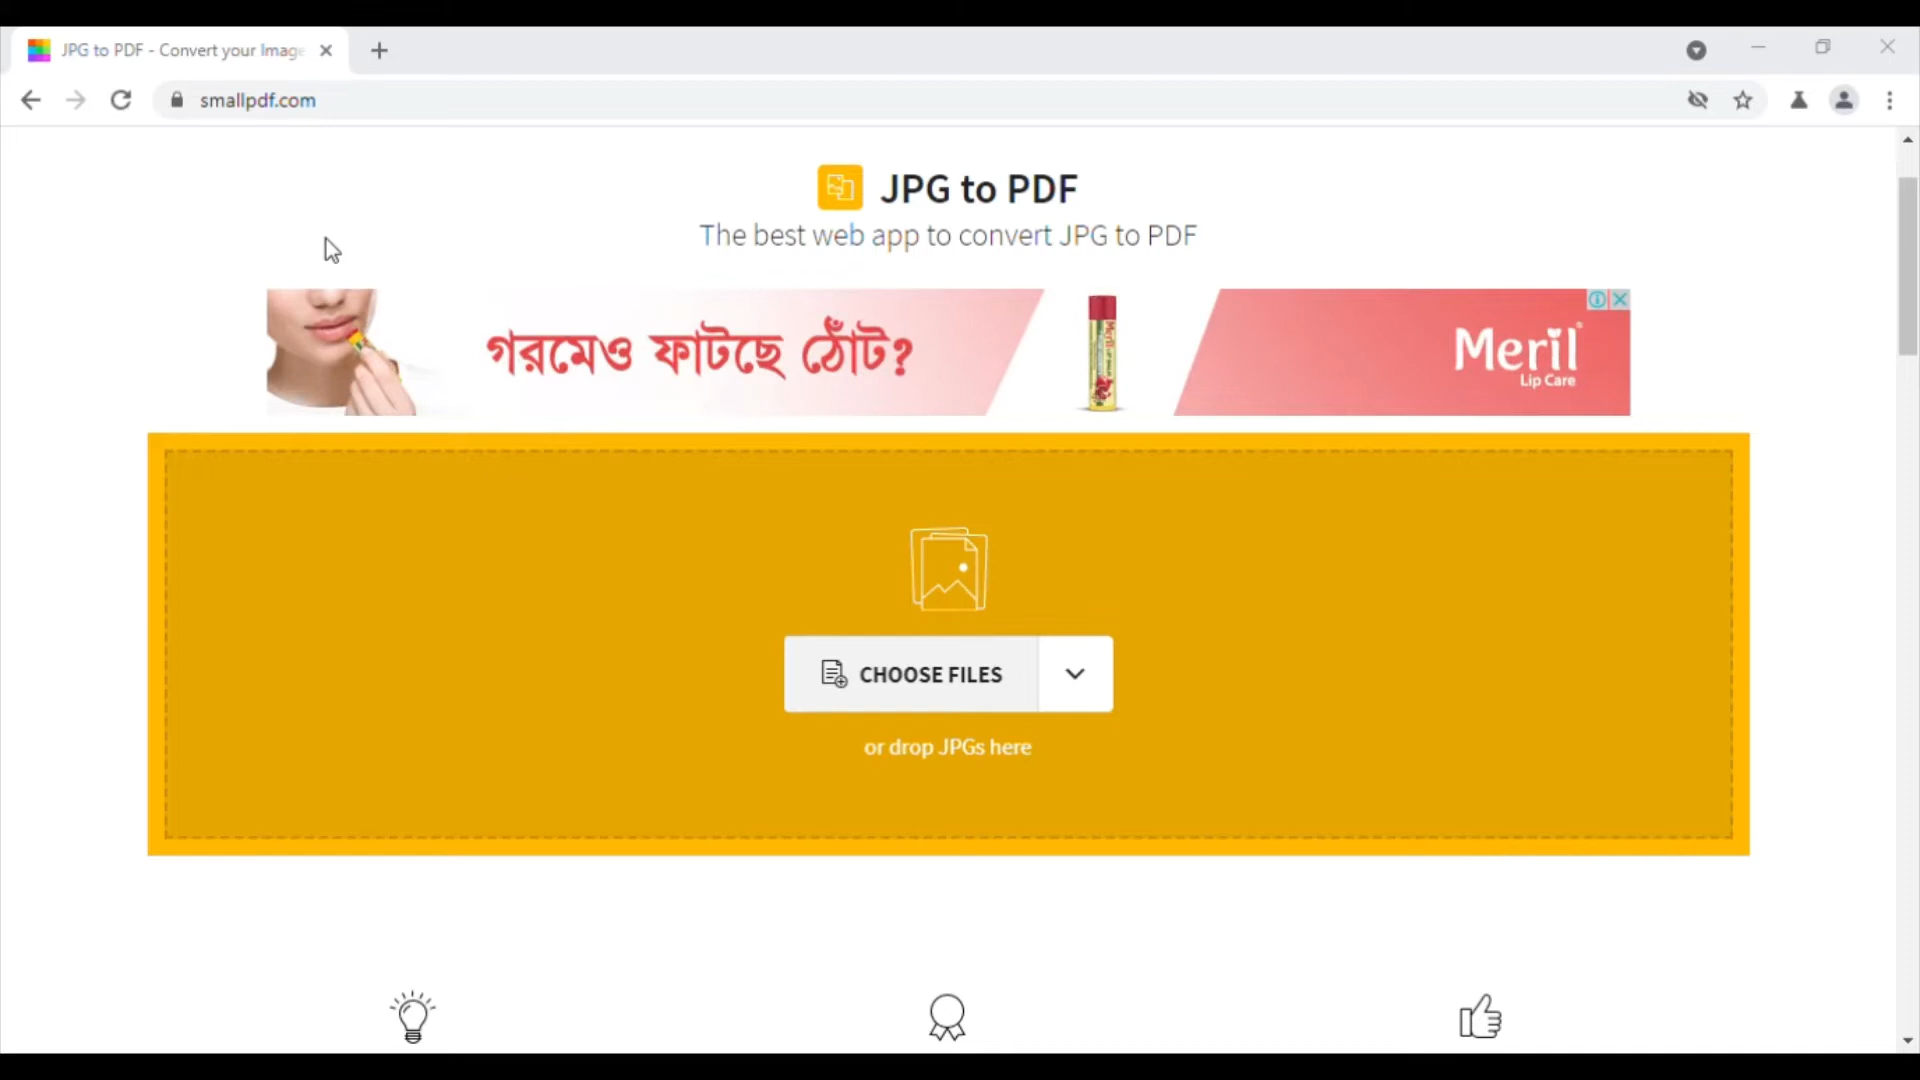 JPG to PDF - Convert your Image
smallpdf.com
JPG to PDF
The best web app to convert JPG to PDF
গরমেও ফাটছে ঠোঁট?
Meril
Meril
Lip Care
CHOOSE FILES
or drop JPGs here